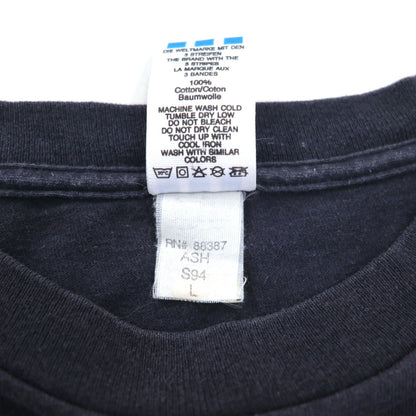 DIE WELTMARKE MIT DEN
3 STREIFEN
THE BRAND WITH THE
3 STRIPES
LA MARQUE AUX
3 BANDES
100%
Cotton/Coton
Baumwolle
MACHINE WASH COLD
TUMBLE DRY LOW
DO NOT BLEACH
DO NOT DRY CLEAN
TOUCH UP WITH
COOL IRON
WASH WITH SIMILAR
COLORS
RN# 88387
ASH
S94
L